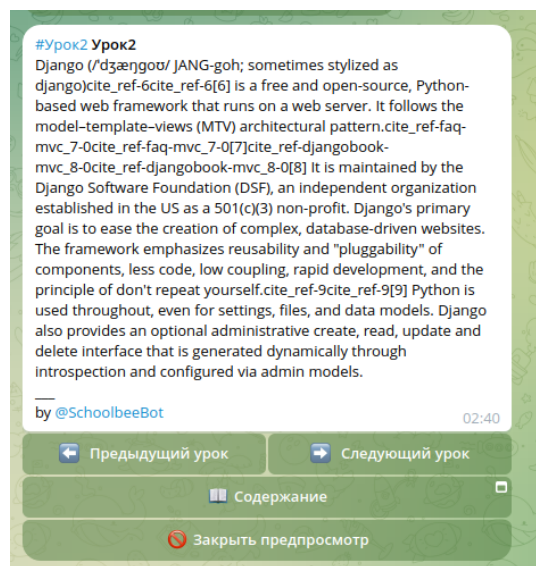 #Урок2 Урок2
Django (/ˈdʒæŋɡoʊ/ JANG-goh; sometimes stylized as
django)cite_ref-6cite_ref-6[6] is a free and open-source, Python-
based web framework that runs on a web server. It follows the
model–template–views (MTV) architectural pattern.cite_ref-faq-
mvc_7-0cite_ref-faq-mvc_7-0[7]cite_ref-djangobook-
mvc_8-0cite_ref-djangobook-mvc_8-0[8] It is maintained by the
Django Software Foundation (DSF), an independent organization
established in the US as a 501(c)(3) non-profit. Django's primary
goal is to ease the creation of complex, database-driven websites.
The framework emphasizes reusability and "pluggability" of
components, less code, low coupling, rapid development, and the
principle of don't repeat yourself.cite_ref-9cite_ref-9[9] Python is
used throughout, even for settings, files, and data models. Django
also provides an optional administrative create, read, update and
delete interface that is generated dynamically through
introspection and configured via admin models.
___
by @SchoolbeeBot
02:40
Предыдущий урок
Следующий урок
Содержание
Закрыть предпросмотр